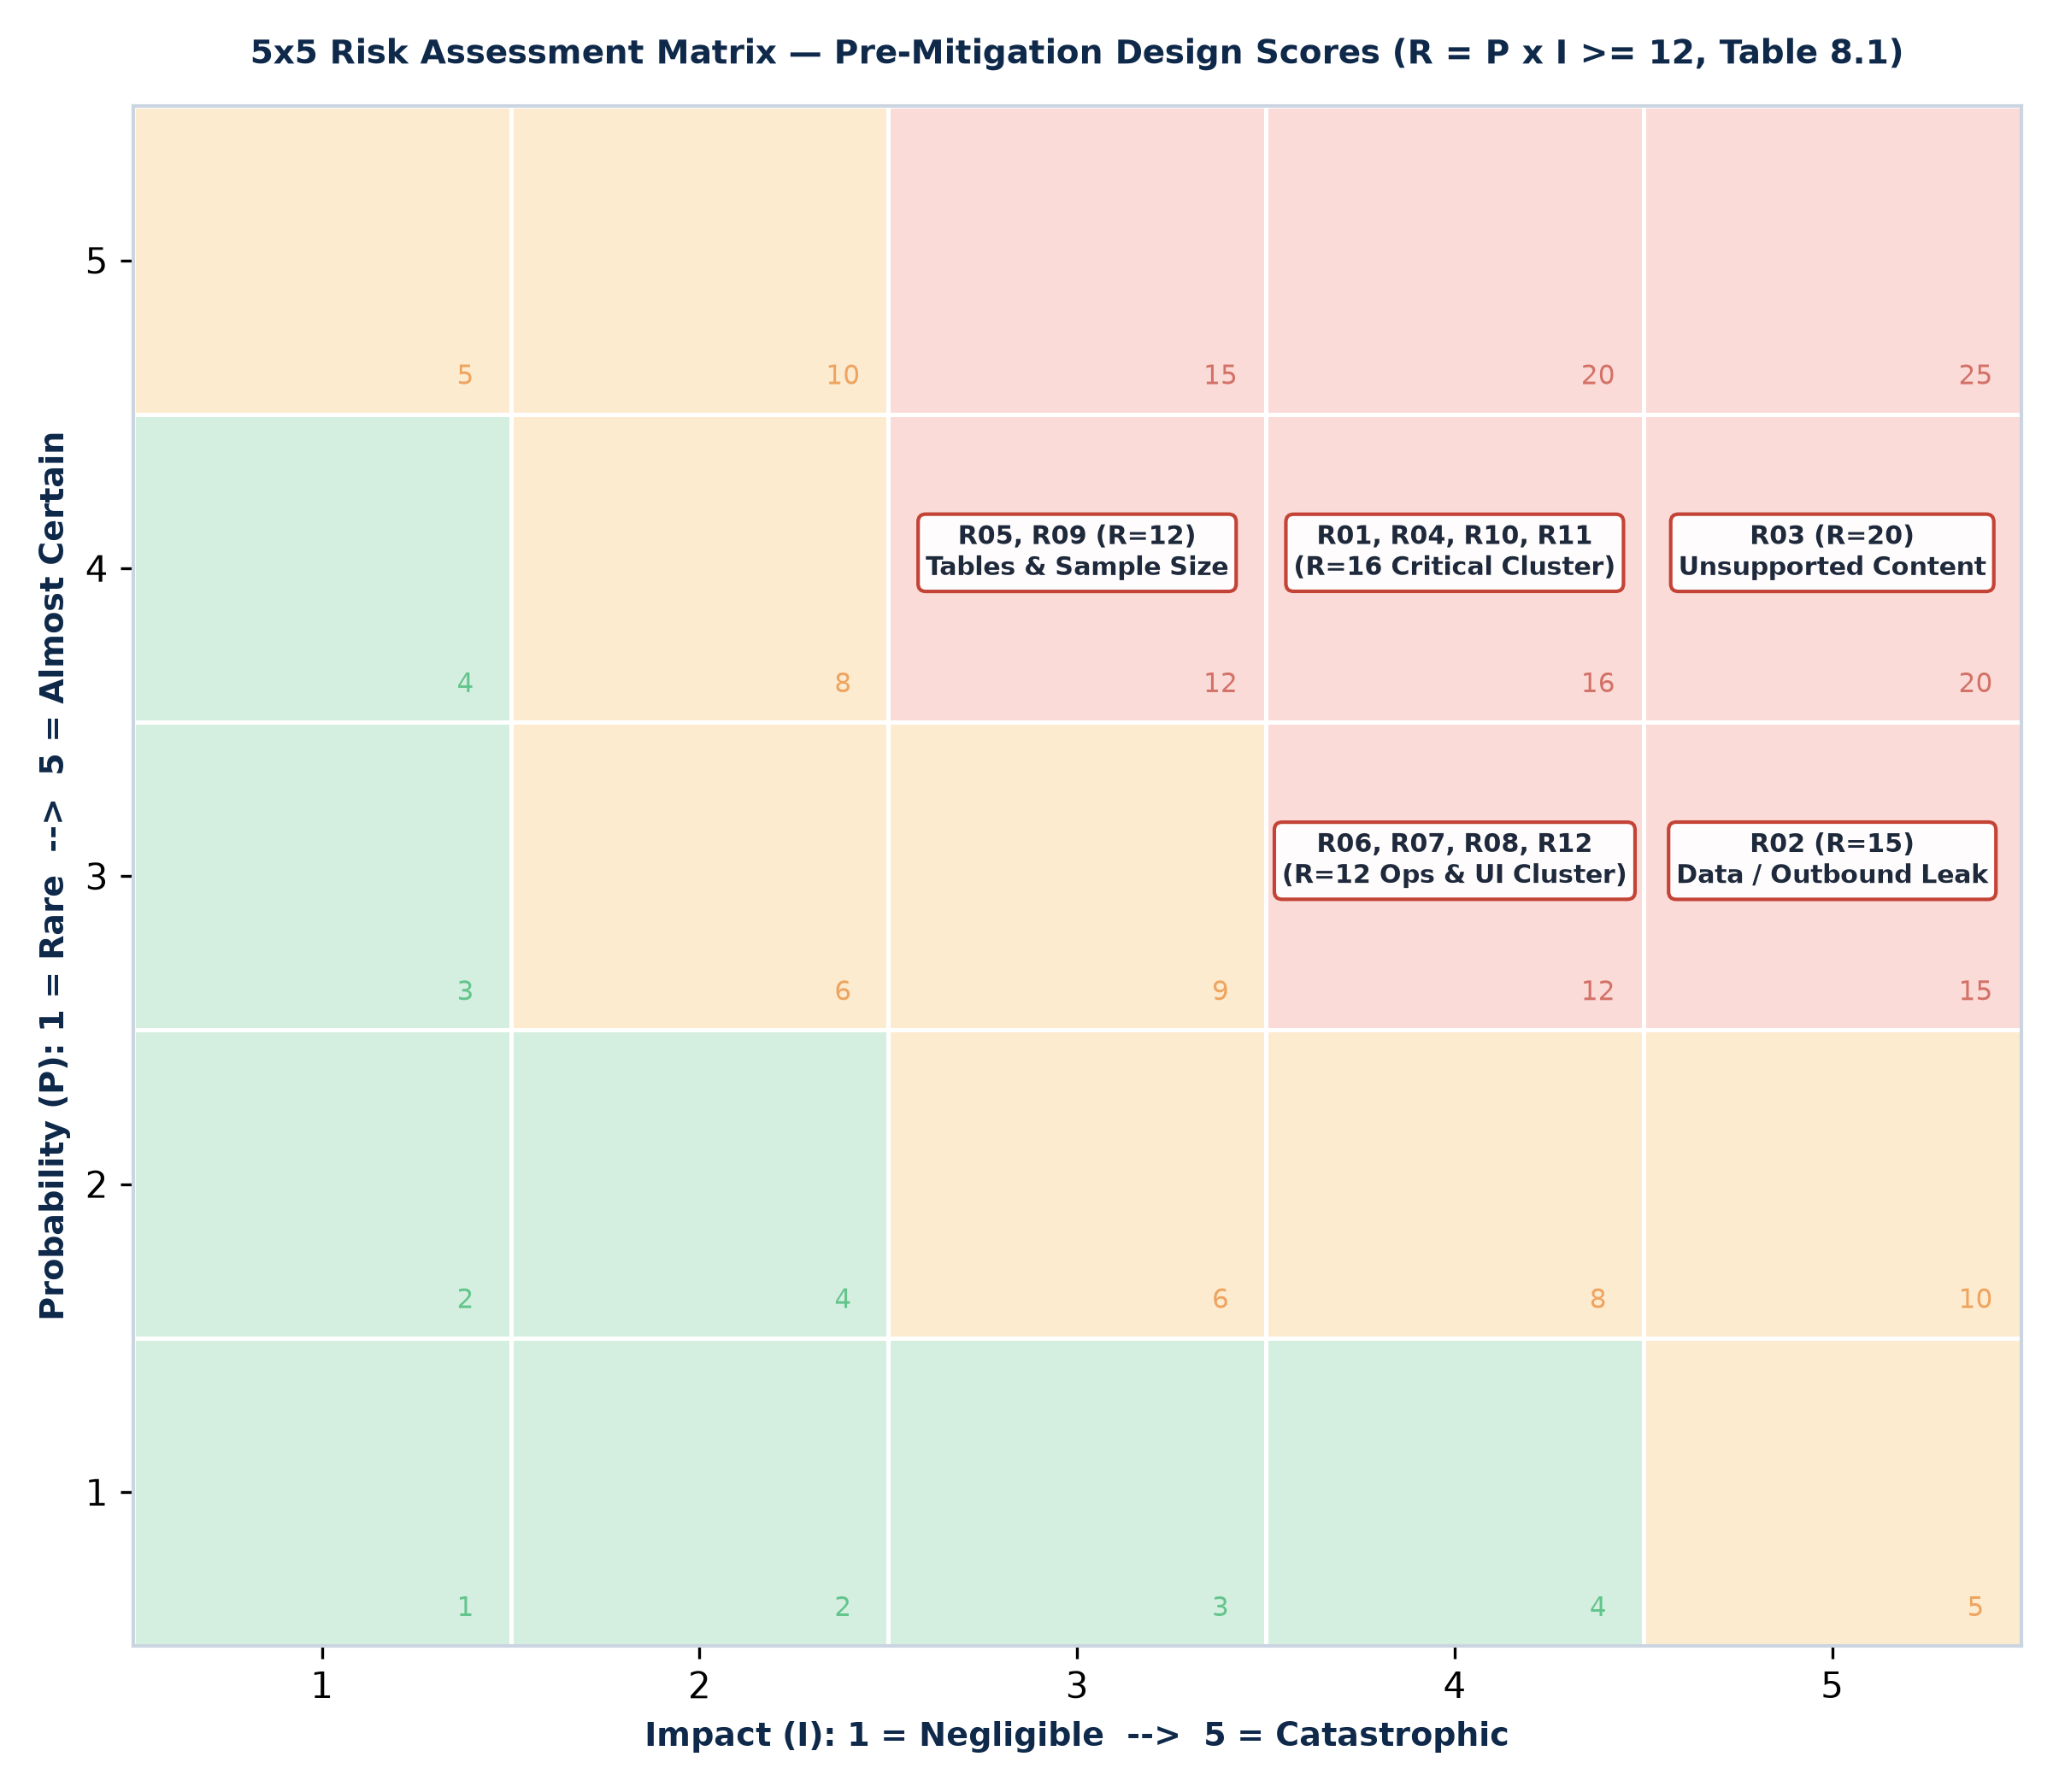 5x5 Risk Assessment Matrix — Pre-Mitigation Design Scores (R = P x I >= 12, Table 8.1)
Probability (P): 1 = Rare --> 5 = Almost Certain
5
5
10
15
20
25
4
R05, R09 (R=12)
Tables & Sample Size
R01, R04, R10, R11
(R=16 Critical Cluster)
R03 (R=20)
Unsupported Content
4
8
12
16
20
3
R06, R07, R08, R12
(R=12 Ops & UI Cluster)
R02 (R=15)
Data / Outbound Leak
3
6
9
12
15
2
2
4
6
8
10
1
1
2
3
4
5
1
2
3
4
5
Impact (I): 1 = Negligible --> 5 = Catastrophic